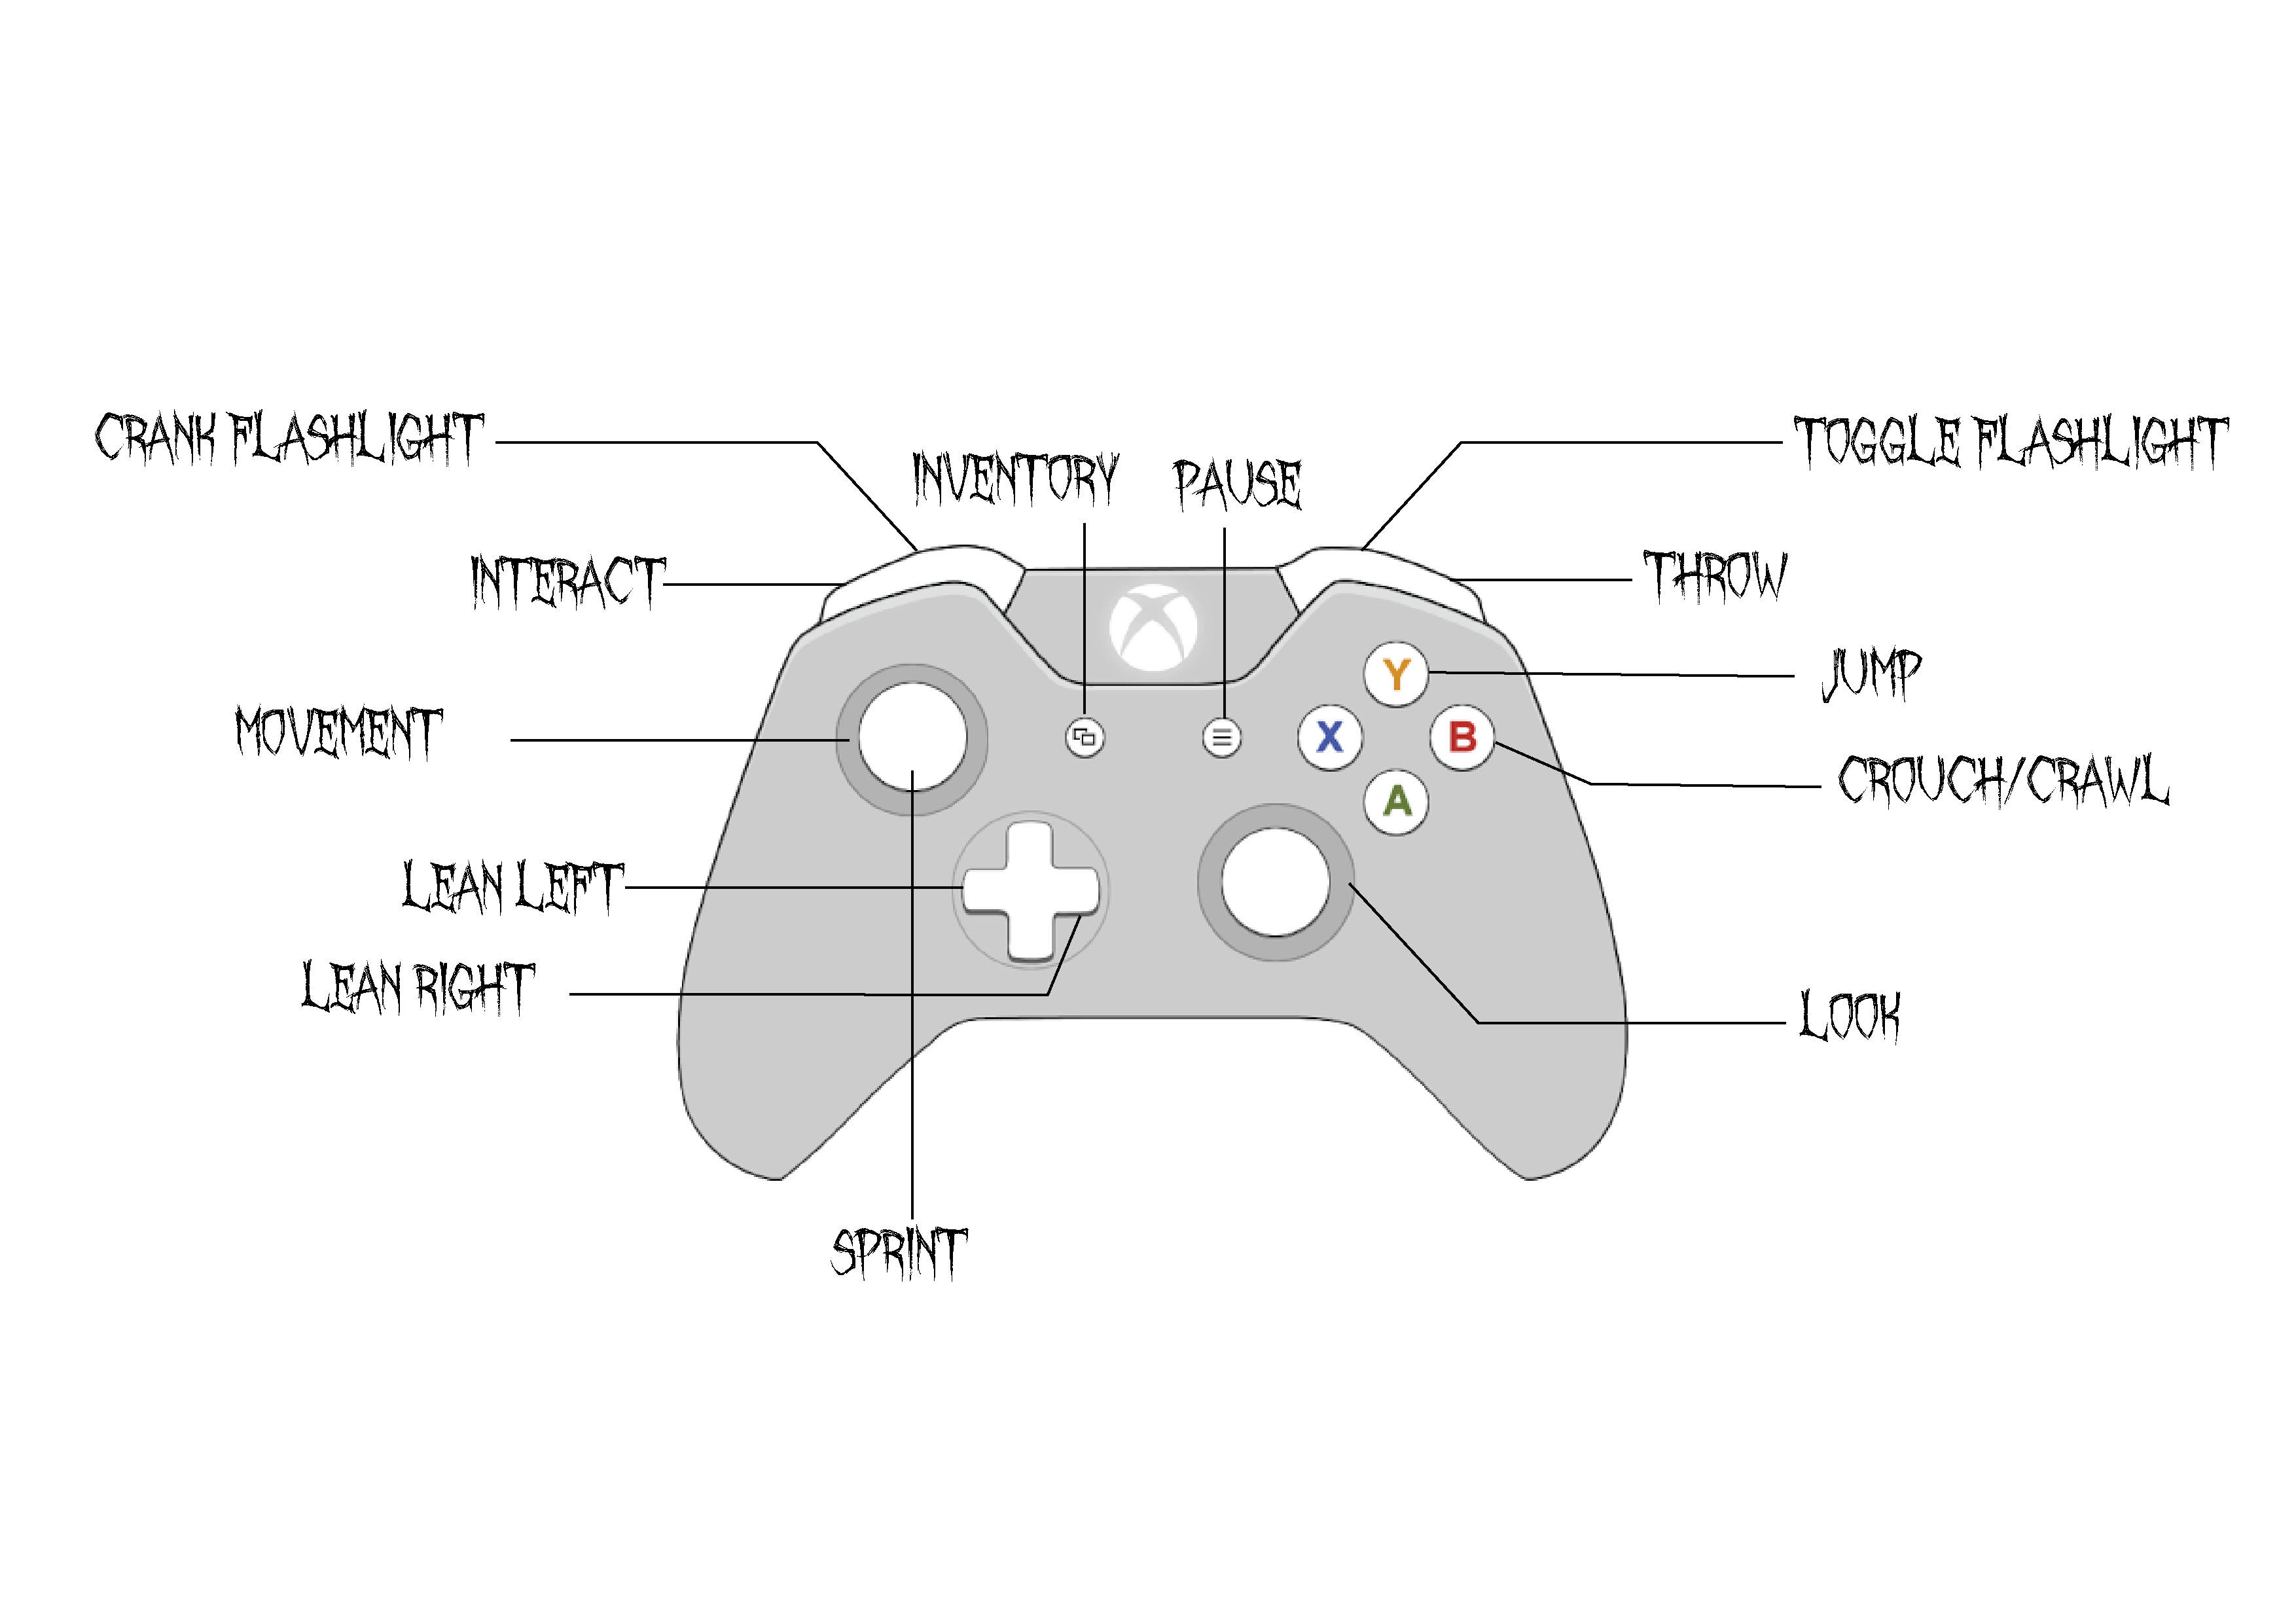 CRANK FLASHLIGHT
TOGGLE FLASHLIGHT
INVENTORY
PAUSE
INTERACT
THROW
JUMP
Y
MOVEMENT
X
B
CROUCH/CRAWL
A
LEAN LEFT
LEAN RIGHT
LOOK
SPRINT